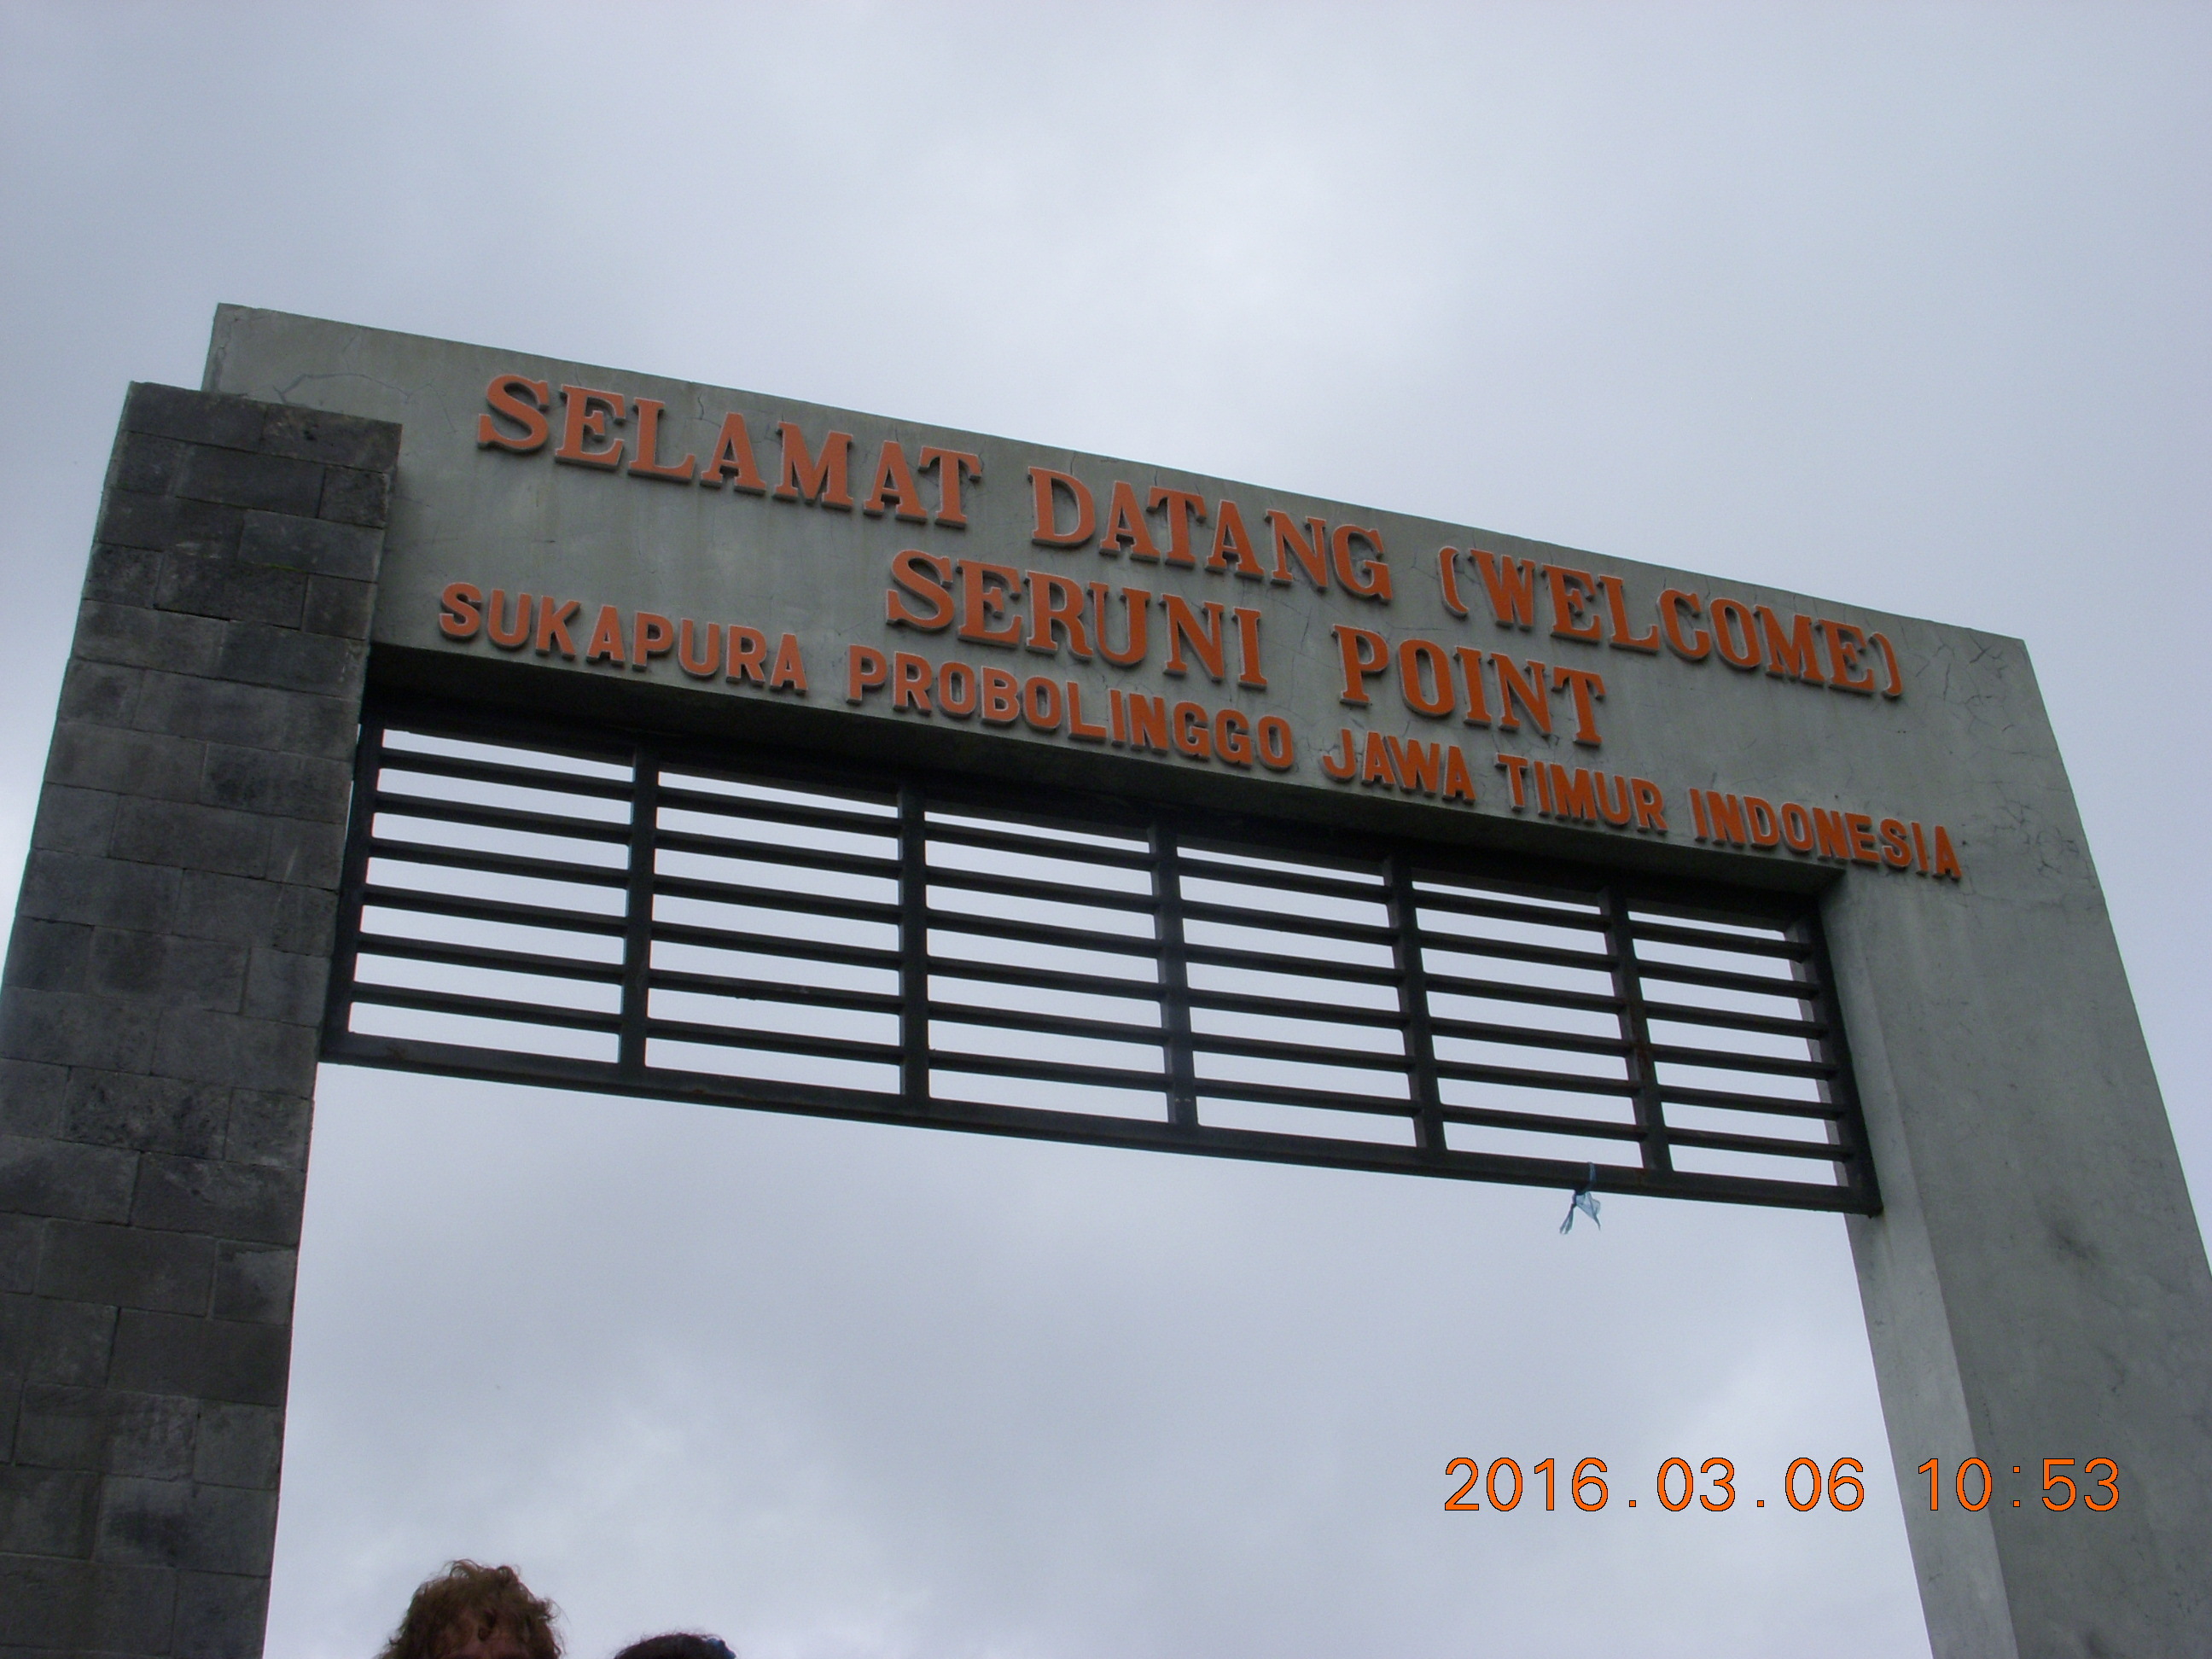 SELAMAT DATANG (WELCOME)
SERUNI POINT
SUKAPURA PROBOLINGGO JAWA TIMUR INDONESIA
2016.03.06 10:53